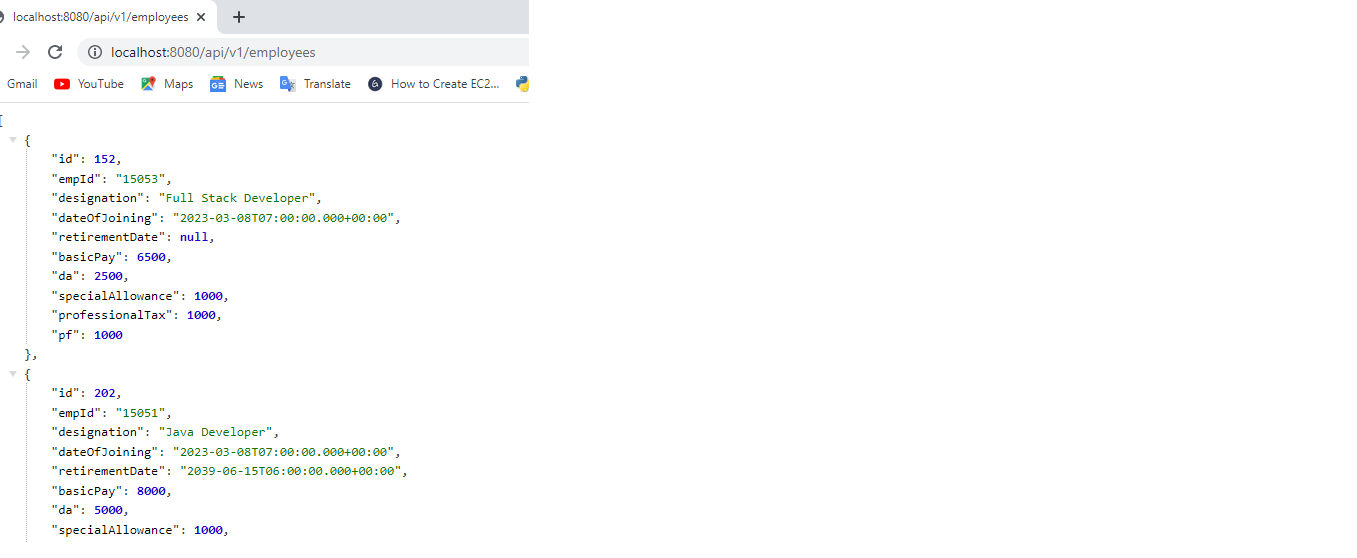 localhost:8080/api/v1/employees
localhost:8080/api/v1/employees
Gmail YouTube Maps News Translate How to Create EC2...
[
{
"id": 152,
"empId": "15053",
"designation": "Full Stack Developer",
"dateOfJoining": "2023-03-08T07:00:00.000+00:00",
"retirementDate": null,
"basicPay": 6500,
"da": 2500,
"specialAllowance": 1000,
"professionalTax": 1000,
"pf": 1000
},
{
"id": 202,
"empId": "15051",
"designation": "Java Developer",
"dateOfJoining": "2023-03-08T07:00:00.000+00:00",
"retirementDate": "2039-06-15T06:00:00.000+00:00",
"basicPay": 8000,
"da": 5000,
"specialAllowance": 1000,